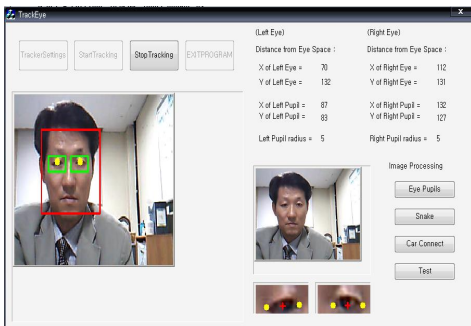 TrackEye
x
TrackerSettings StartTracking StopTracking EXITPROGRAM
(Left Eye) (Right Eye)
Distance from Eye Space : Distance from Eye Space :
X of Left Eye = 70 X of Right Eye = 112
Y of Left Eye = 132 Y of Right Eye = 131
X of Left Pupil = 87 X of Right Pupil = 132
Y of Left Pupil = 83 Y of Right Pupil = 127
Left Pupil radius = 5 Right Pupil radius = 5
Image Processing
Eye Pupils
Snake
Car Connect
Test